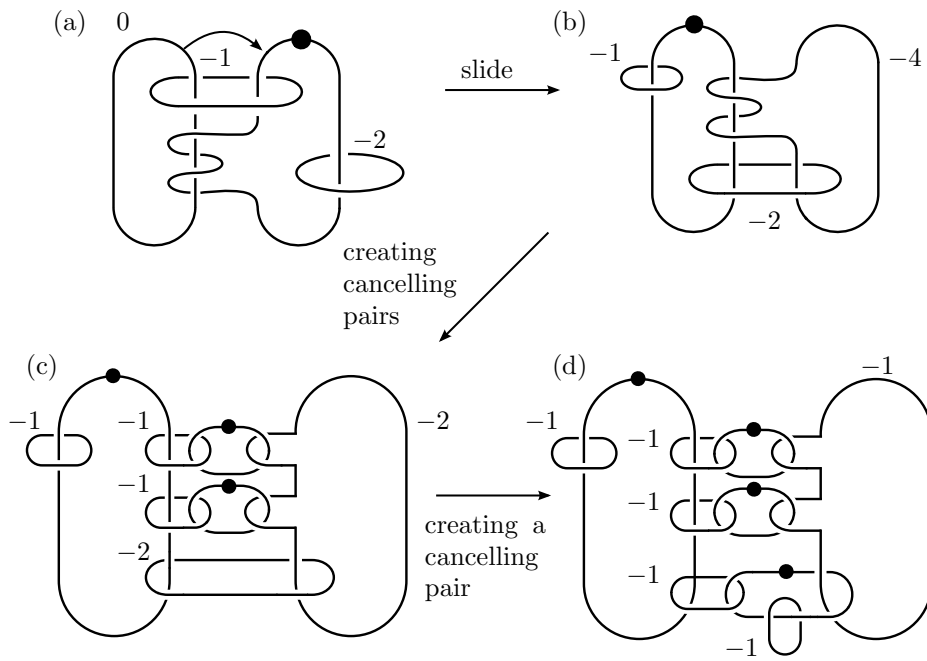 (a) 0
−1
−2
slide
(b)
−1
−4
−2
creating
cancelling
pairs
(c)
−1 −1 −2
−1
−2
creating a
cancelling
pair
(d)
−1
−1 −1
−1
−1
−1